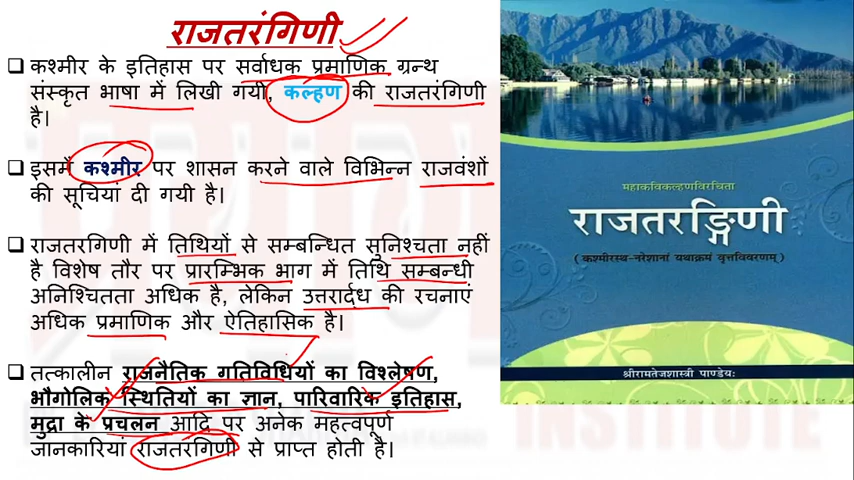 राजतरंगिणी
❑ कश्मीर के इतिहास पर सर्वाधक प्रमाणिक ग्रन्थ
संस्कृत भाषा में लिखी गयी, कल्हण की राजतरंगिणी
है।
❑ इसमें कश्मीर पर शासन करने वाले विभिन्न राजवंशों
की सूचियां दी गयी है।
❑ राजतरगिणी में तिथियों से सम्बन्धित सुनिश्चता नहीं
है विशेष तौर पर प्रारम्भिक भाग में तिथि सम्बन्धी
अनिश्चितता अधिक है, लेकिन उत्तरार्द्ध की रचनाएं
अधिक प्रमाणिक और ऐतिहासिक है।
❑ तत्कालीन राजनैतिक गतिविधियों का विश्लेषण,
भौगोलिक स्थितियों का ज्ञान, पारिवारिक इतिहास,
मुद्रा के प्रचलन आदि पर अनेक महत्वपूर्ण
जानकारियां राजतरगिणी से प्राप्त होती है।
महाकविकल्हणविरचिता
राजतरङ्गिणी
(कश्मीरस्थ-नरेशानां यथाक्रमं वृत्तविवरणम्)
श्रीरामतेजशास्त्री पाण्डेयः
INSTITUTE